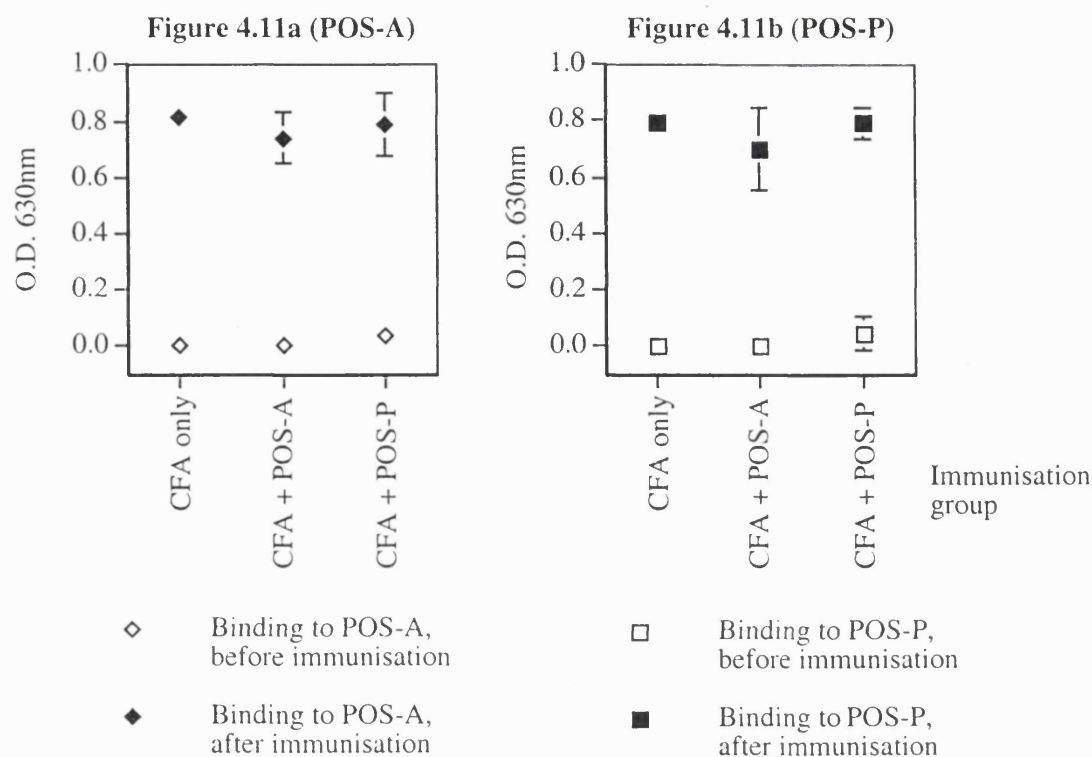 Figure 4.11a (POS-A)
1.0
0.8
0.6
0.4
0.2
0.0
O.D. 630nm
CFA only
CFA + POS-A
CFA + POS-P
Figure 4.11b (POS-P)
1.0
0.8
0.6
0.4
0.2
0.0
O.D. 630nm
CFA only
CFA + POS-A
CFA + POS-P
Immunisation
group
Binding to POS-A,
before immunisation
Binding to POS-A,
after immunisation
Binding to POS-P,
before immunisation
Binding to POS-P,
after immunisation